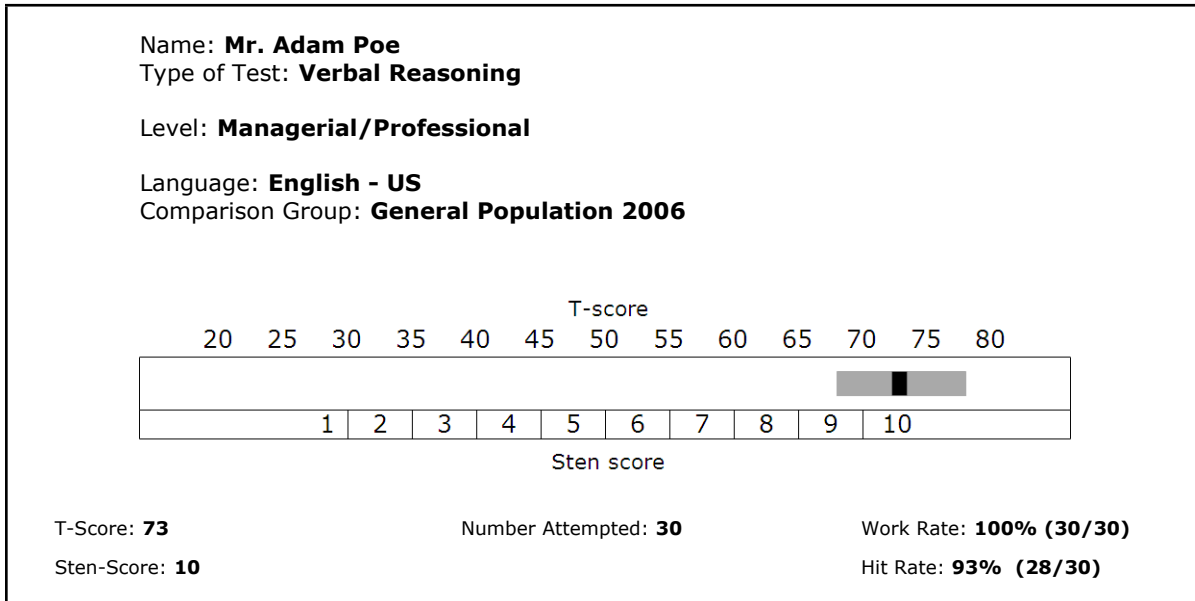 Name: Mr. Adam Poe
Type of Test: Verbal Reasoning
Level: Managerial/Professional
Language: English - US
Comparison Group: General Population 2006
T-score
20 25 30 35 40 45 50 55 60 65 70 75 80
1 2 3 4 5 6 7 8 9 10
Sten score
T-Score: 73 Number Attempted: 30 Work Rate: 100% (30/30)
Sten-Score: 10 Hit Rate: 93% (28/30)